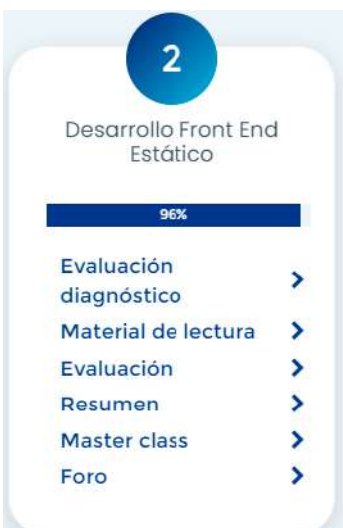 2
Desarrollo Front End
Estático
96%
Evaluación
diagnóstico
Material de lectura
Evaluación
Resumen
Master class
Foro